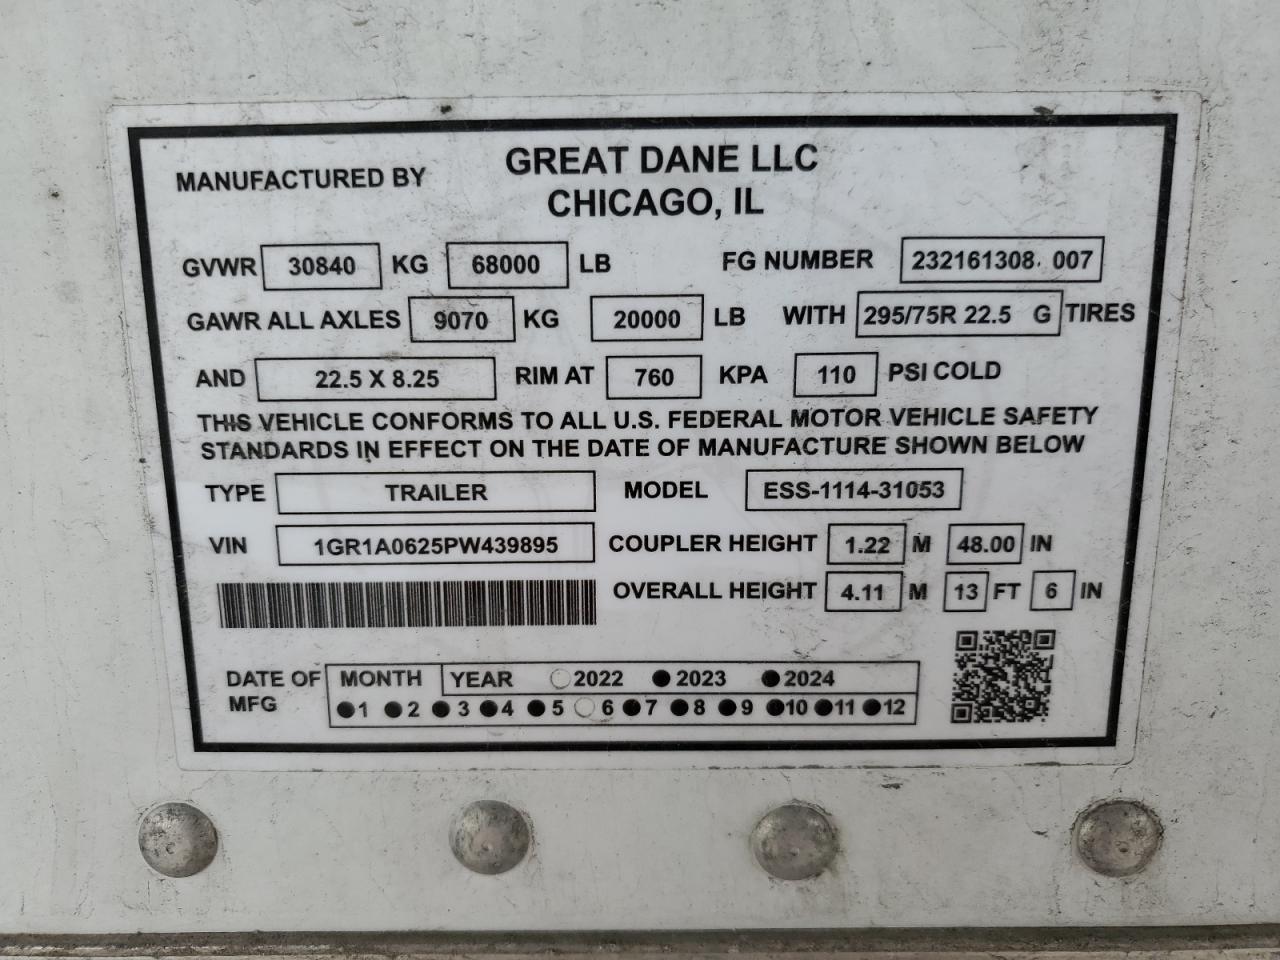 MANUFACTURED BY GREAT DANE LLC
CHICAGO, IL
GVWR 30840 KG 68000 LB FG NUMBER 232161308. 007
GAWR ALL AXLES 9070 KG 20000 LB WITH 295/75R 22.5 G TIRES
AND 22.5 X 8.25 RIM AT 760 KPA 110 PSI COLD
THIS VEHICLE CONFORMS TO ALL U.S. FEDERAL MOTOR VEHICLE SAFETY
STANDARDS IN EFFECT ON THE DATE OF MANUFACTURE SHOWN BELOW
TYPE TRAILER MODEL ESS-1114-31053
VIN 1GR1A0625PW439895 COUPLER HEIGHT 1.22 M 48.00 IN
OVERALL HEIGHT 4.11 M 13 FT 6 IN
DATE OF MONTH YEAR 2022 2023 2024
MFG 1 2 3 4 5 6 7 8 9 10 11 12